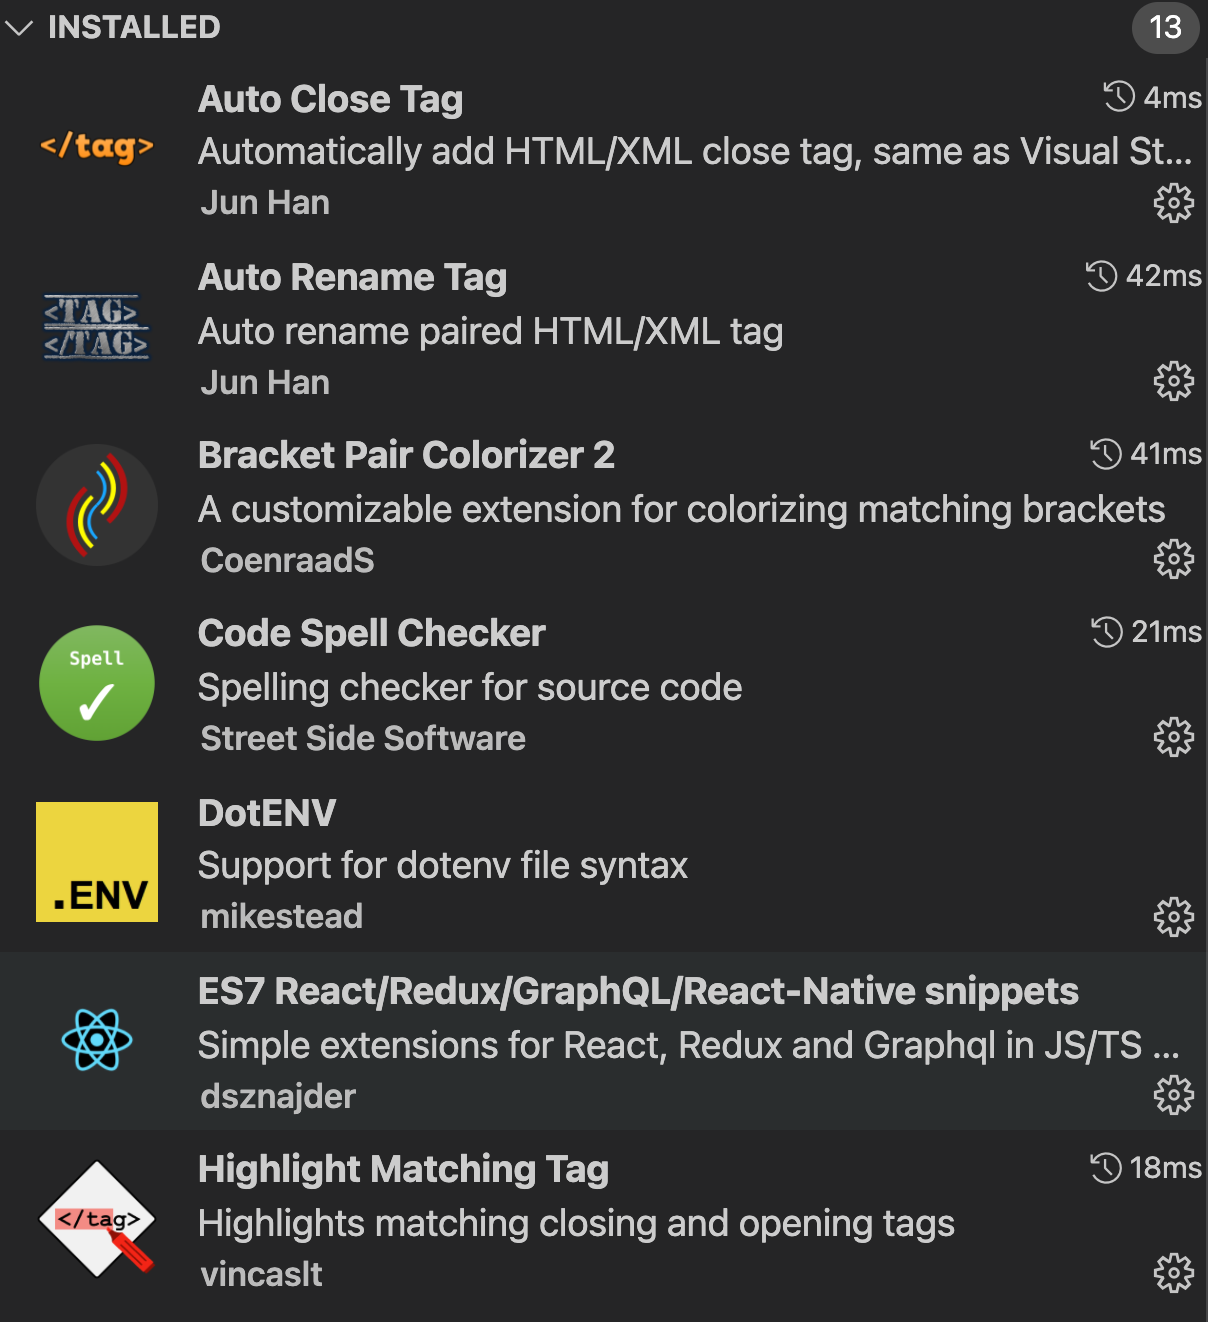 INSTALLED 13
</tag>
Auto Close Tag 4ms
Automatically add HTML/XML close tag, same as Visual St...
Jun Han
<TAG>
</TAG>
Auto Rename Tag 42ms
Auto rename paired HTML/XML tag
Jun Han
Bracket Pair Colorizer 2 41ms
A customizable extension for colorizing matching brackets
CoenraadS
Spell
Code Spell Checker 21ms
Spelling checker for source code
Street Side Software
.ENV
DotENV
Support for dotenv file syntax
mikestead
ES7 React/Redux/GraphQL/React-Native snippets
Simple extensions for React, Redux and Graphql in JS/TS ...
dsznajder
</tag>
Highlight Matching Tag 18ms
Highlights matching closing and opening tags
vincaslt